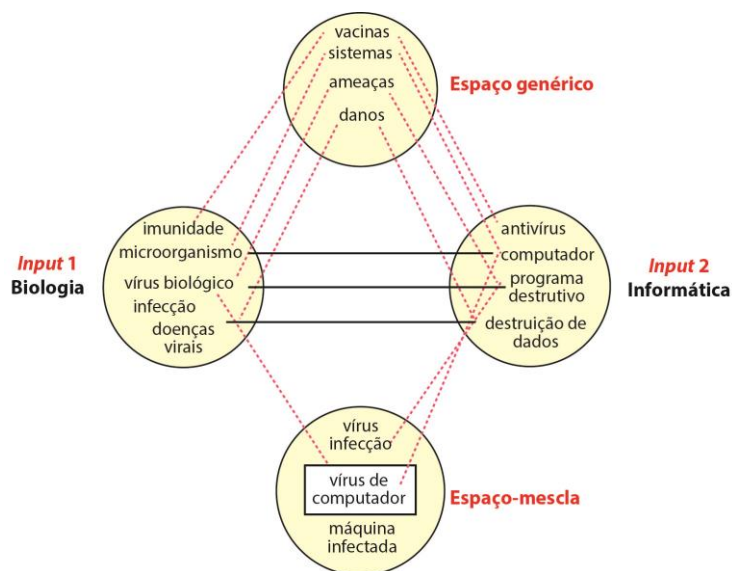 vacinas
sistemas
ameaças
danos
Espaço genérico
Input 1
Biologia
imunidade
microorganismo
vírus biológico
infecção
doenças
virais
antivírus
computador
programa
destrutivo
destruição de
dados
Input 2
Informática
vírus
infecção
vírus de
computador
máquina
infectada
Espaço-mescla